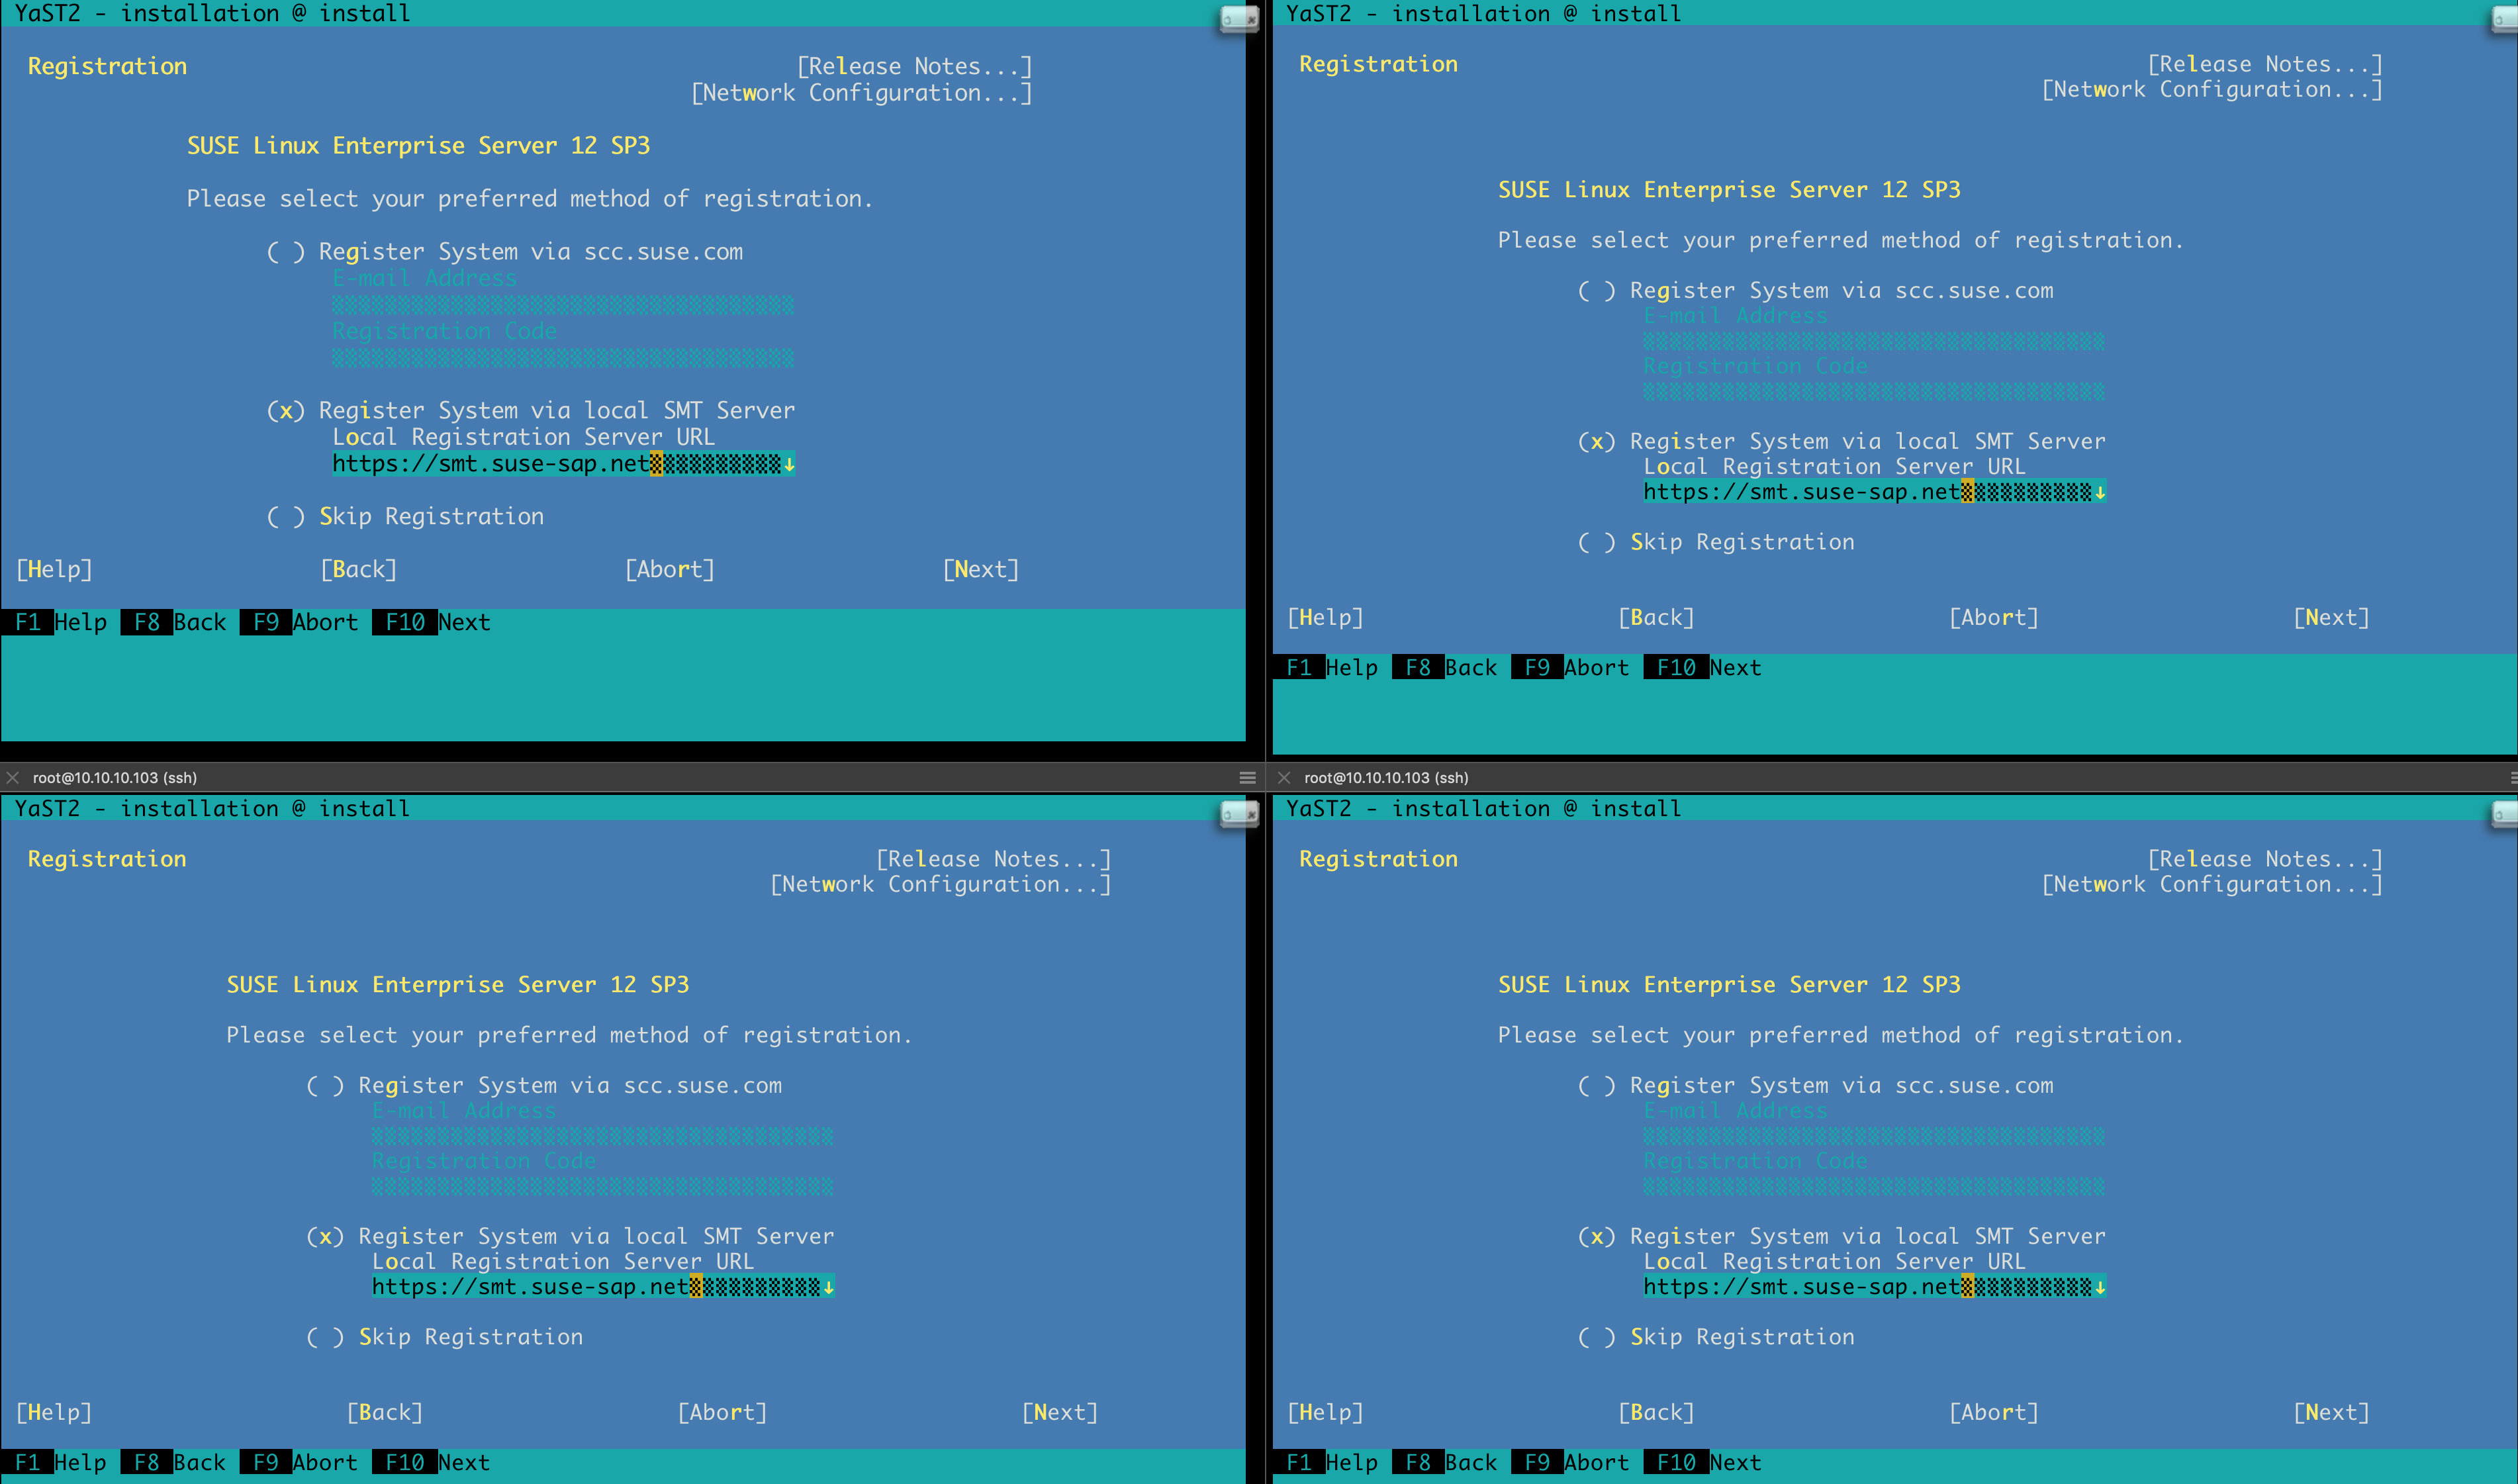 YaST2 - installation @ install
Registration
[Release Notes...]
[Network Configuration...]
SUSE Linux Enterprise Server 12 SP3
Please select your preferred method of registration.
( ) Register System via scc.suse.com
E-mail Address
Registration Code
(x) Register System via local SMT Server
Local Registration Server URL
https://smt.suse-sap.net
( ) Skip Registration
[Help] [Back] [Abort] [Next]
F1 Help F8 Back F9 Abort F10 Next
YaST2 - installation @ install
Registration
[Release Notes...]
[Network Configuration...]
SUSE Linux Enterprise Server 12 SP3
Please select your preferred method of registration.
( ) Register System via scc.suse.com
E-mail Address
Registration Code
(x) Register System via local SMT Server
Local Registration Server URL
https://smt.suse-sap.net
( ) Skip Registration
[Help] [Back] [Abort] [Next]
F1 Help F8 Back F9 Abort F10 Next
root@10.10.10.103 (ssh)
YaST2 - installation @ install
Registration
[Release Notes...]
[Network Configuration...]
SUSE Linux Enterprise Server 12 SP3
Please select your preferred method of registration.
( ) Register System via scc.suse.com
E-mail Address
Registration Code
(x) Register System via local SMT Server
Local Registration Server URL
https://smt.suse-sap.net
( ) Skip Registration
[Help] [Back] [Abort] [Next]
F1 Help F8 Back F9 Abort F10 Next
root@10.10.10.103 (ssh)
YaST2 - installation @ install
Registration
[Release Notes...]
[Network Configuration...]
SUSE Linux Enterprise Server 12 SP3
Please select your preferred method of registration.
( ) Register System via scc.suse.com
E-mail Address
Registration Code
(x) Register System via local SMT Server
Local Registration Server URL
https://smt.suse-sap.net
( ) Skip Registration
[Help] [Back] [Abort] [Next]
F1 Help F8 Back F9 Abort F10 Next